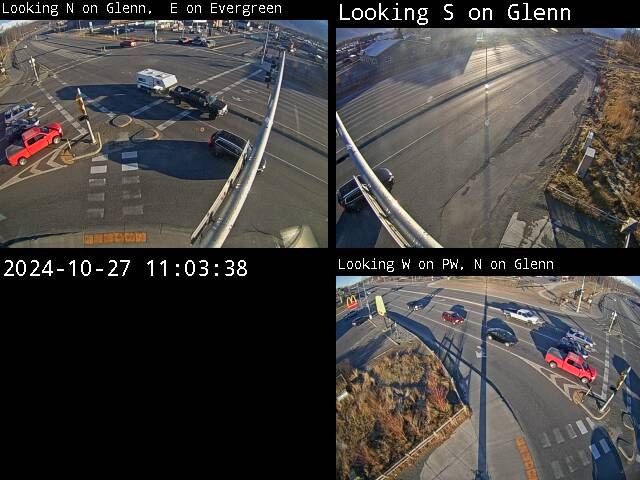 Looking N on Glenn,  E on Evergreen
Looking S on Glenn
2024-10-27 11:03:38
Looking W on PW, N on Glenn